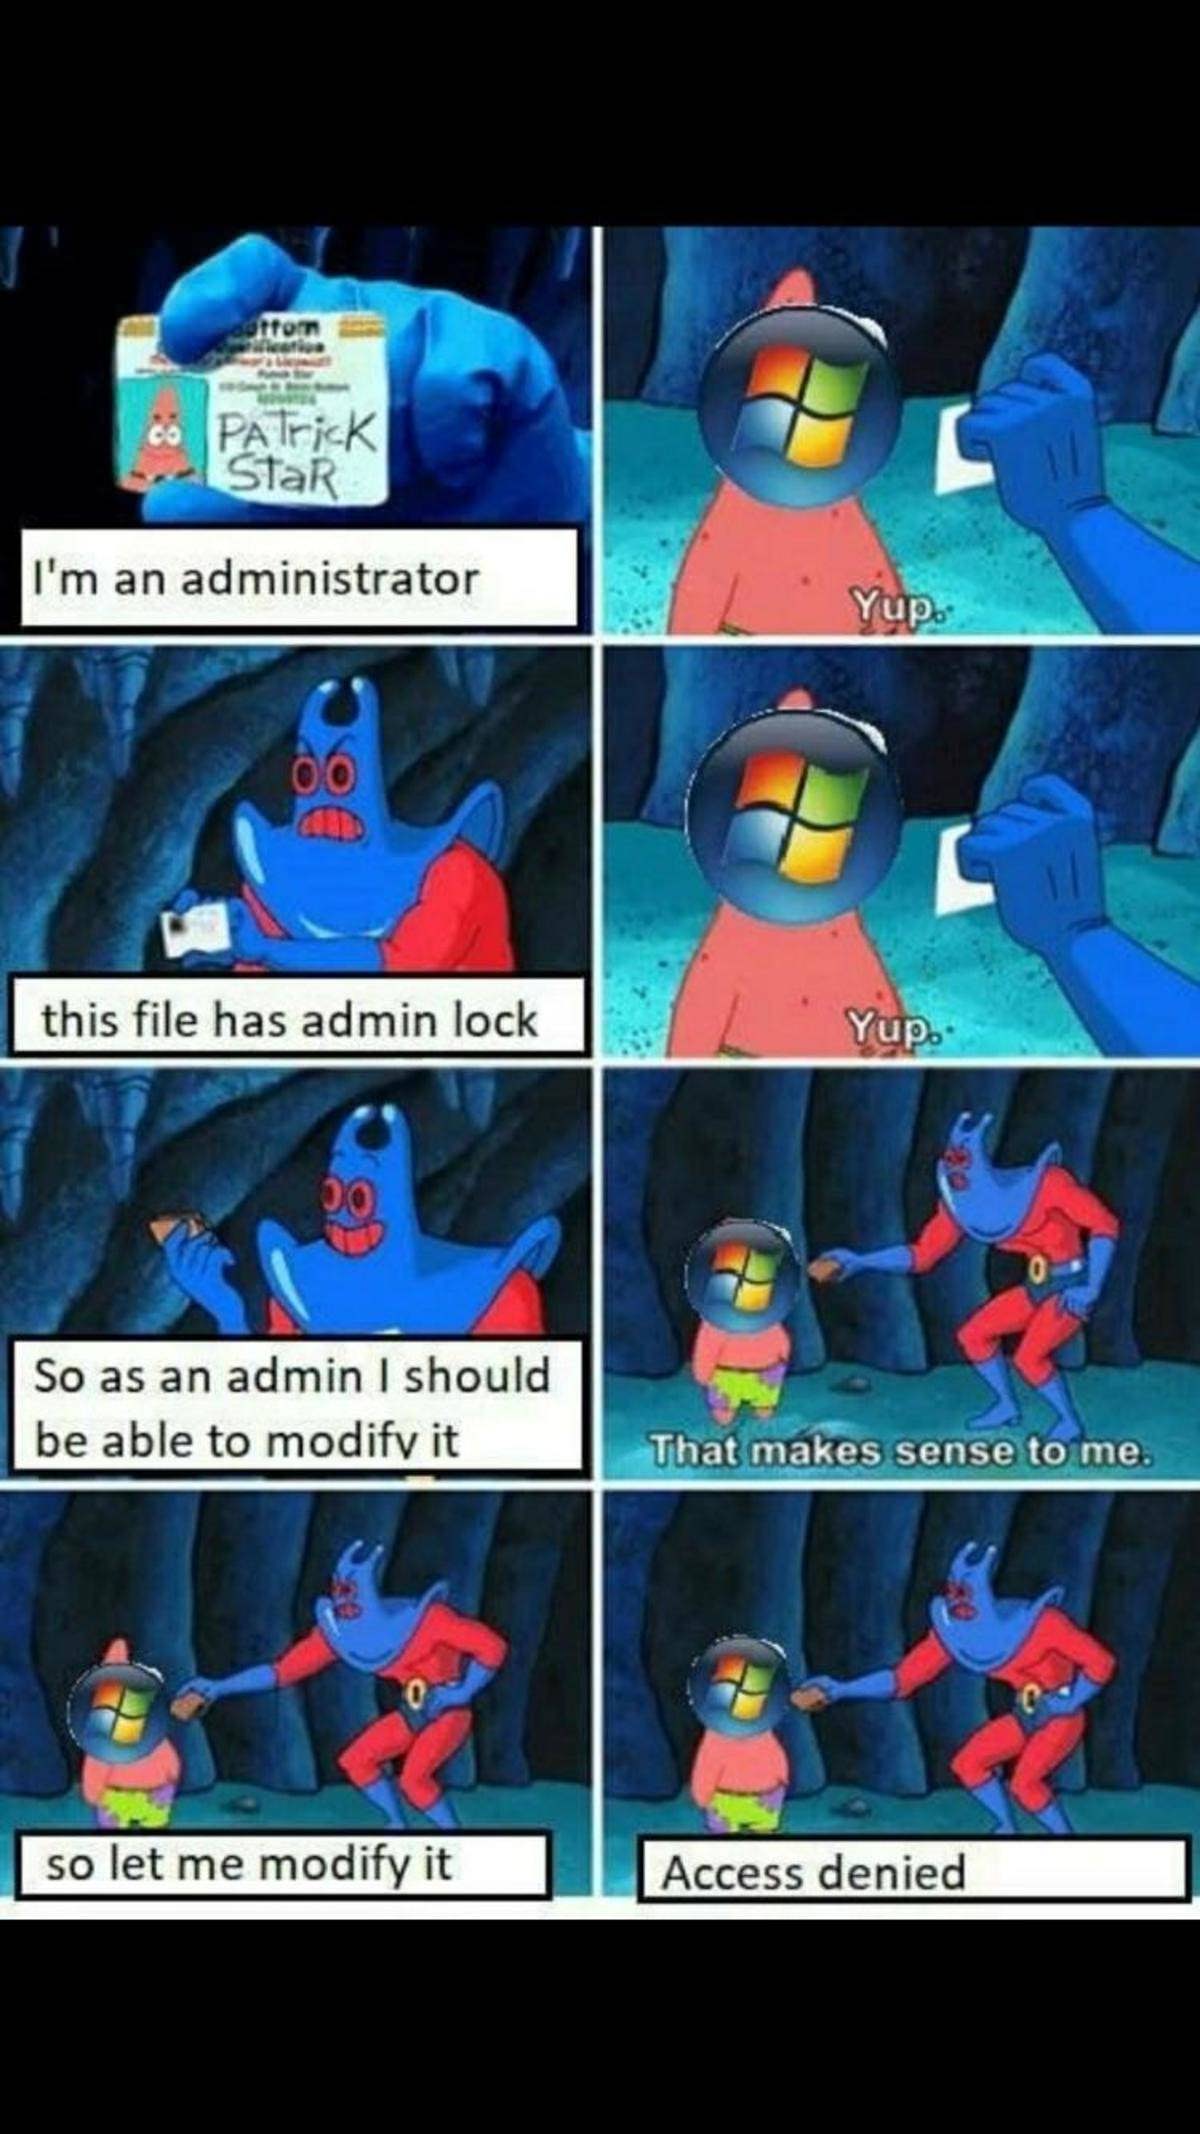 ottom
PATrick
STaR
I'm an administrator
Yup.
this file has admin lock
Yup.
So as an admin I should
be able to modify it
That makes sense to me.
so let me modify it
Access denied